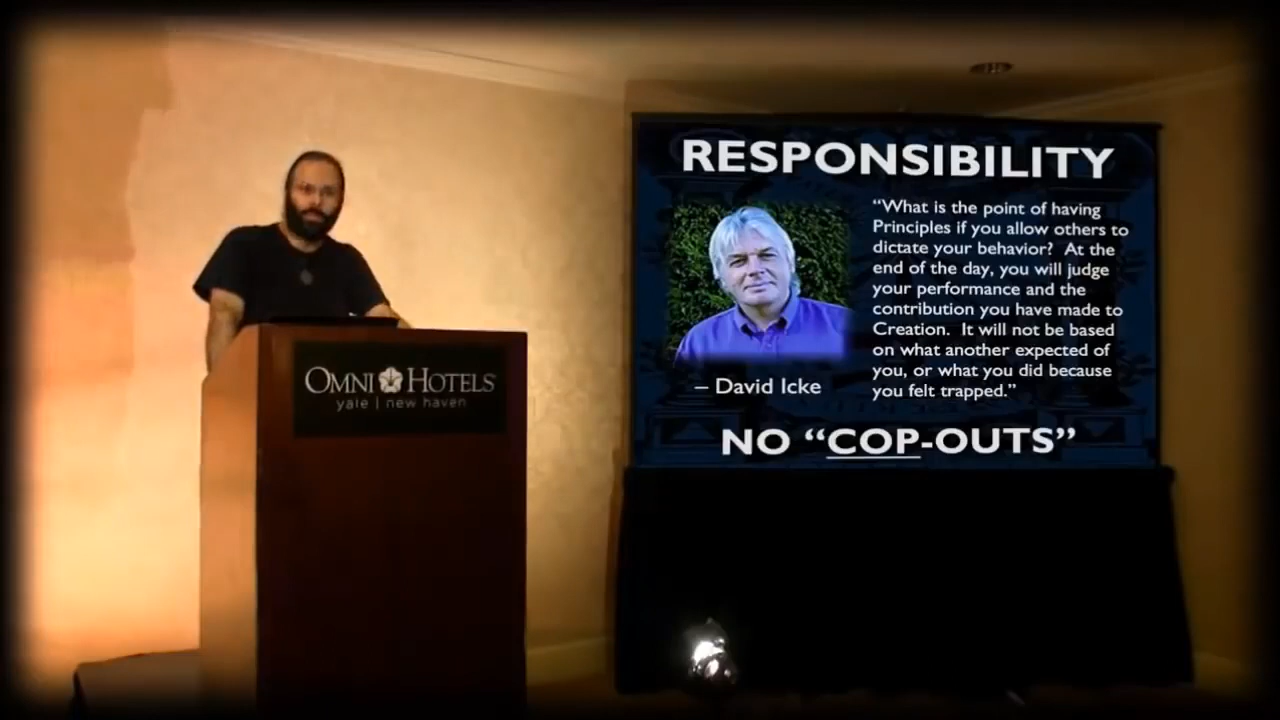 RESPONSIBILITY
“What is the point of having
Principles if you allow others to
dictate your behavior?  At the
end of the day, you will judge
your performance and the
contribution you have made to
Creation.  It will not be based
on what another expected of
you, or what you did because
you felt trapped.”
– David Icke
NO “COP-OUTS”
OMNI HOTELS
yale | new haven